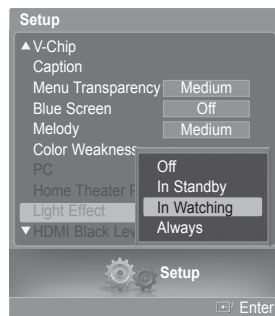 Setup
▲V-Chip
Caption
Menu Transparency Medium
Blue Screen Off
Melody Medium
Color Weakness
PC
Home Theater
Light Effect
▼HDMI Black
Off
In Standby
In Watching
Always
Setup
Enter